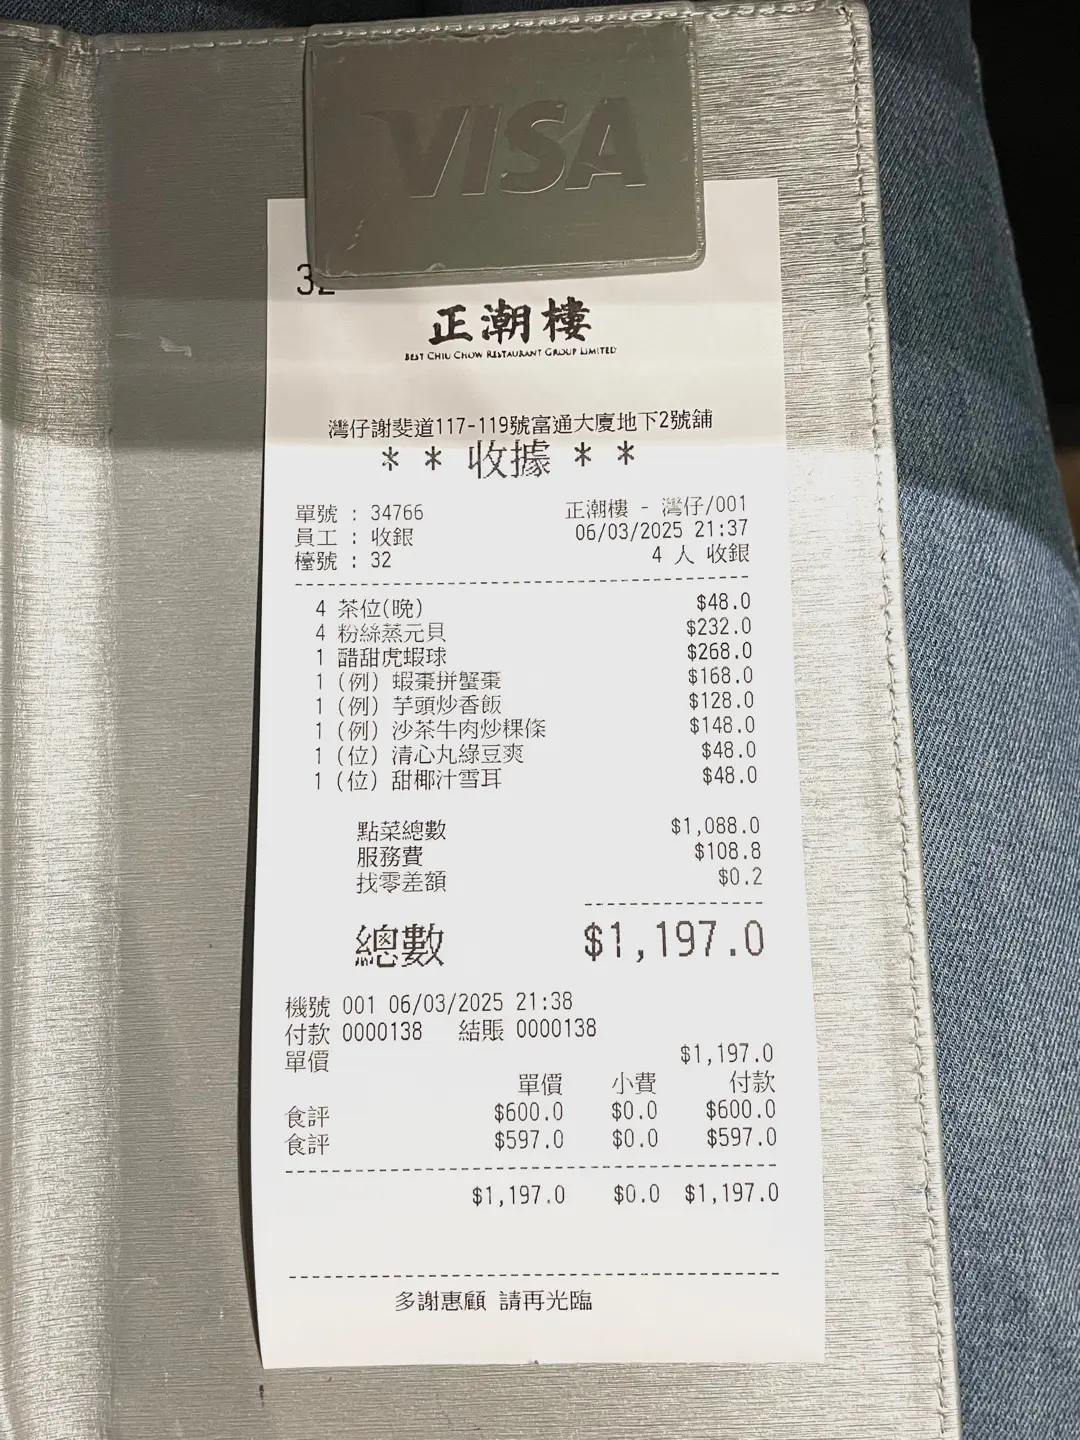 VISA
正潮樓
BEST CHIU CHOW RESTAURANT GROUP LIMITED
灣仔謝斐道117-119號富通大廈地下2號舖
* * 收據 * *
單號 : 34766 正潮樓 - 灣仔/001
員工 : 收銀 06/03/2025 21:37
檯號 : 32 4 人 收銀
4 茶位(晚) $48.0
4 粉絲蒸元貝 $232.0
1 醋甜虎蝦球 $268.0
1 (例) 蝦棗拼蟹棗 $168.0
1 (例) 芋頭炒香飯 $128.0
1 (例) 沙茶牛肉炒粿條 $148.0
1 (位) 清心丸綠豆爽 $48.0
1 (位) 甜椰汁雪耳 $48.0
點菜總數 $1,088.0
服務費 $108.8
找零差額 $0.2
總數 $1,197.0
機號 001 06/03/2025 21:38
付款 0000138 結賬 0000138
單價 $1,197.0
單價 小費 付款
食評 $600.0 $0.0 $600.0
食評 $597.0 $0.0 $597.0
$1,197.0 $0.0 $1,197.0
多謝惠顧 請再光臨